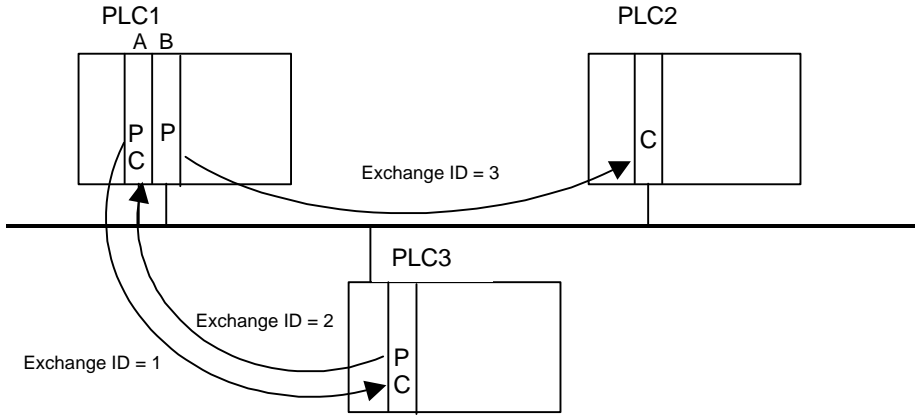 PLC1
PLC2
A B
P P
C
C
Exchange ID = 3
PLC3
Exchange ID = 2
Exchange ID = 1
P
C